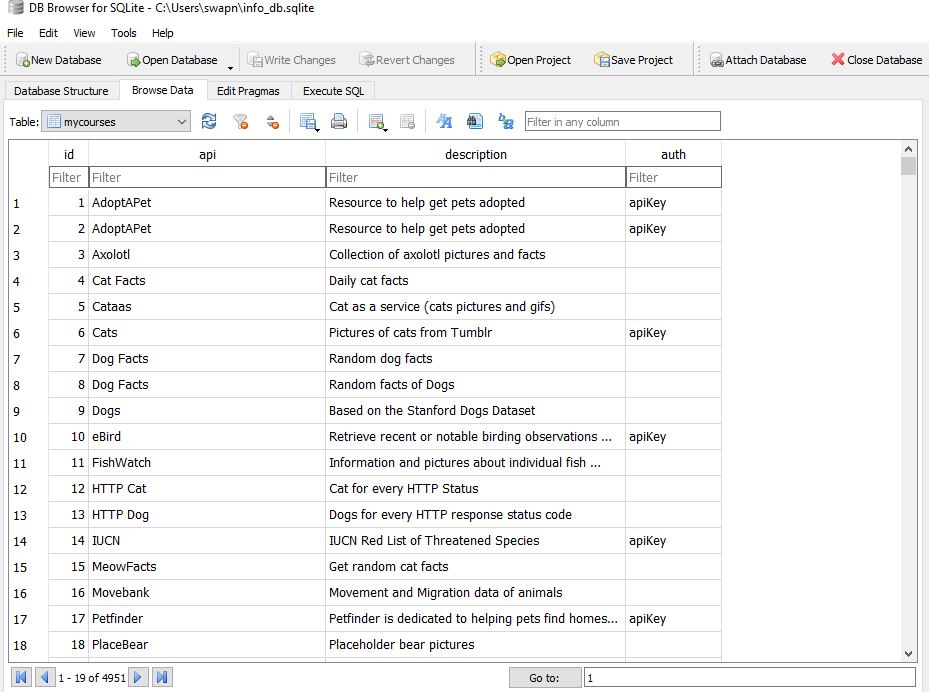 DB Browser for SQLite - C:\Users\swapn\info_db.sqlite
File Edit View Tools Help
New Database Open Database Write Changes Revert Changes Open Project Save Project Attach Database Close Database
Database Structure Browse Data Edit Pragmas Execute SQL
Table: mycourses Filter in any column
id api description auth
Filter Filter Filter Filter
1 1 AdoptAPet Resource to help get pets adopted apiKey
2 2 AdoptAPet Resource to help get pets adopted apiKey
3 3 Axolotl Collection of axolotl pictures and facts
4 4 Cat Facts Daily cat facts
5 5 Cataas Cat as a service (cats pictures and gifs)
6 6 Cats Pictures of cats from Tumblr apiKey
7 7 Dog Facts Random dog facts
8 8 Dog Facts Random facts of Dogs
9 9 Dogs Based on the Stanford Dogs Dataset
10 10 eBird Retrieve recent or notable birding observations ... apiKey
11 11 FishWatch Information and pictures about individual fish ...
12 12 HTTP Cat Cat for every HTTP Status
13 13 HTTP Dog Dogs for every HTTP response status code
14 14 IUCN IUCN Red List of Threatened Species apiKey
15 15 MeowFacts Get random cat facts
16 16 Movebank Movement and Migration data of animals
17 17 Petfinder Petfinder is dedicated to helping pets find homes... apiKey
18 18 PlaceBear Placeholder bear pictures
1 - 19 of 4951 Go to: 1